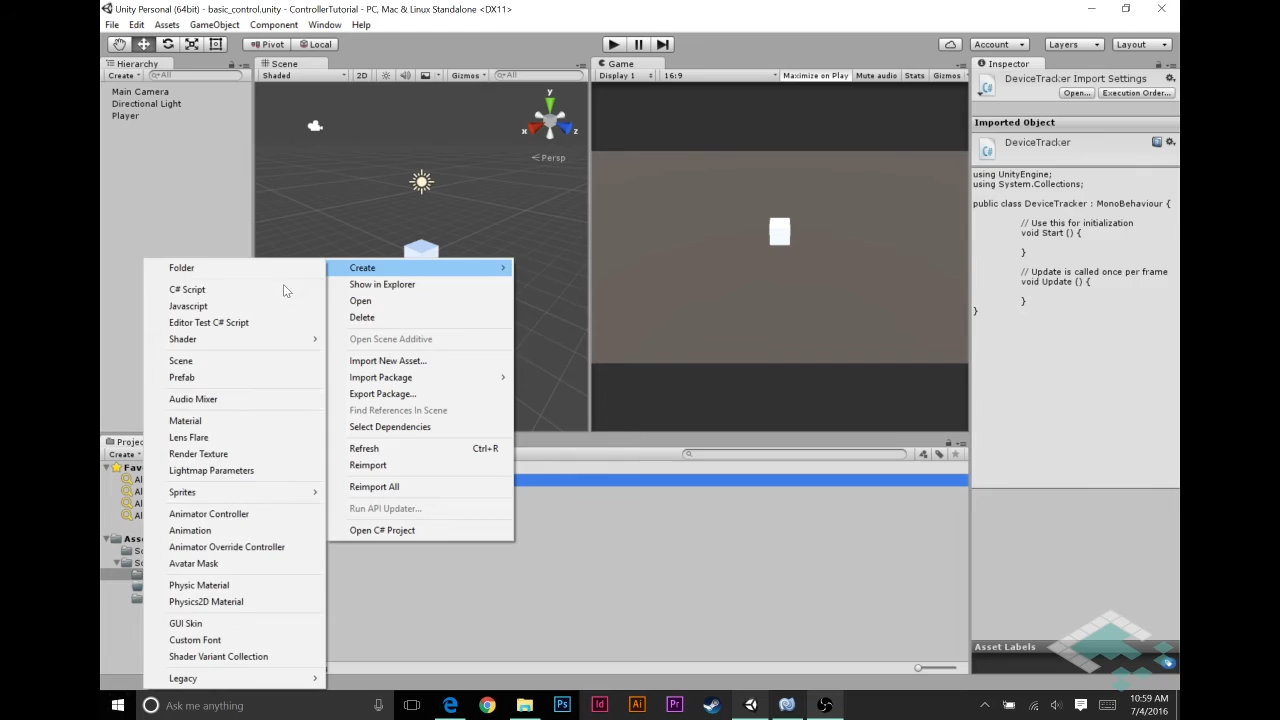 Unity Personal (64bit) - basic_control.unity - ControllerTutorial - PC, Mac & Linux Standalone <DX11>
File Edit Assets GameObject Component Window Help
Pivot Local Account Layers Layout
Hierarchy Scene Game Inspector
Create All Shaded 2D Gizmos All Display 1 16:9 Maximize on Play Mute audio Stats Gizmos
DeviceTracker Import Settings
Open... Execution Order...
Main Camera
Directional Light
Player
y
x
z
Persp
Imported Object
DeviceTracker
using UnityEngine;
using System.Collections;
public class DeviceTracker : MonoBehaviour {
// Use this for initialization
void Start () {
}
// Update is called once per frame
void Update () {
}
}
Folder
C# Script
Javascript
Editor Test C# Script
Shader
Scene
Prefab
Audio Mixer
Material
Lens Flare
Render Texture
Lightmap Parameters
Sprites
Animator Controller
Animation
Animator Override Controller
Avatar Mask
Physic Material
Physics2D Material
GUI Skin
Custom Font
Shader Variant Collection
Legacy
Create
Show in Explorer
Open
Delete
Open Scene Additive
Import New Asset...
Import Package
Export Package...
Find References In Scene
Select Dependencies
Refresh Ctrl+R
Reimport
Reimport All
Run API Updater...
Open C# Project
Create
Asset Labels
Ask me anything
10:59 AM
7/4/2016